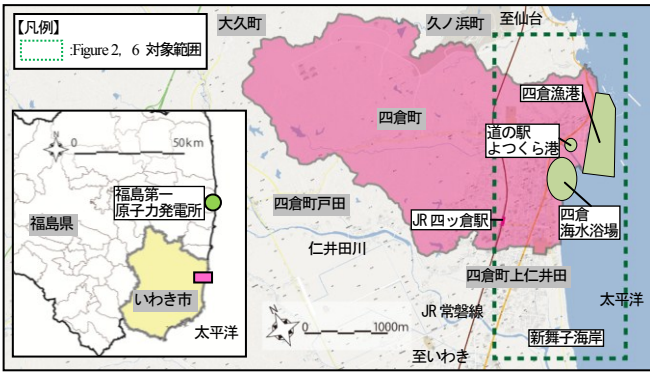 【凡例】
:Figure 2, 6 対象範囲
大久町
久ノ浜町
至仙台
四倉漁港
四倉町
道の駅
よつくら港
N
0 50km
福島第一
原子力発電所
福島県
四倉町戸田
JR 四ッ倉駅
四倉
海水浴場
仁井田川
四倉町上仁井田
いわき市
太平洋
太平洋
JR 常磐線
N
0 1000m
新舞子海岸
至いわき